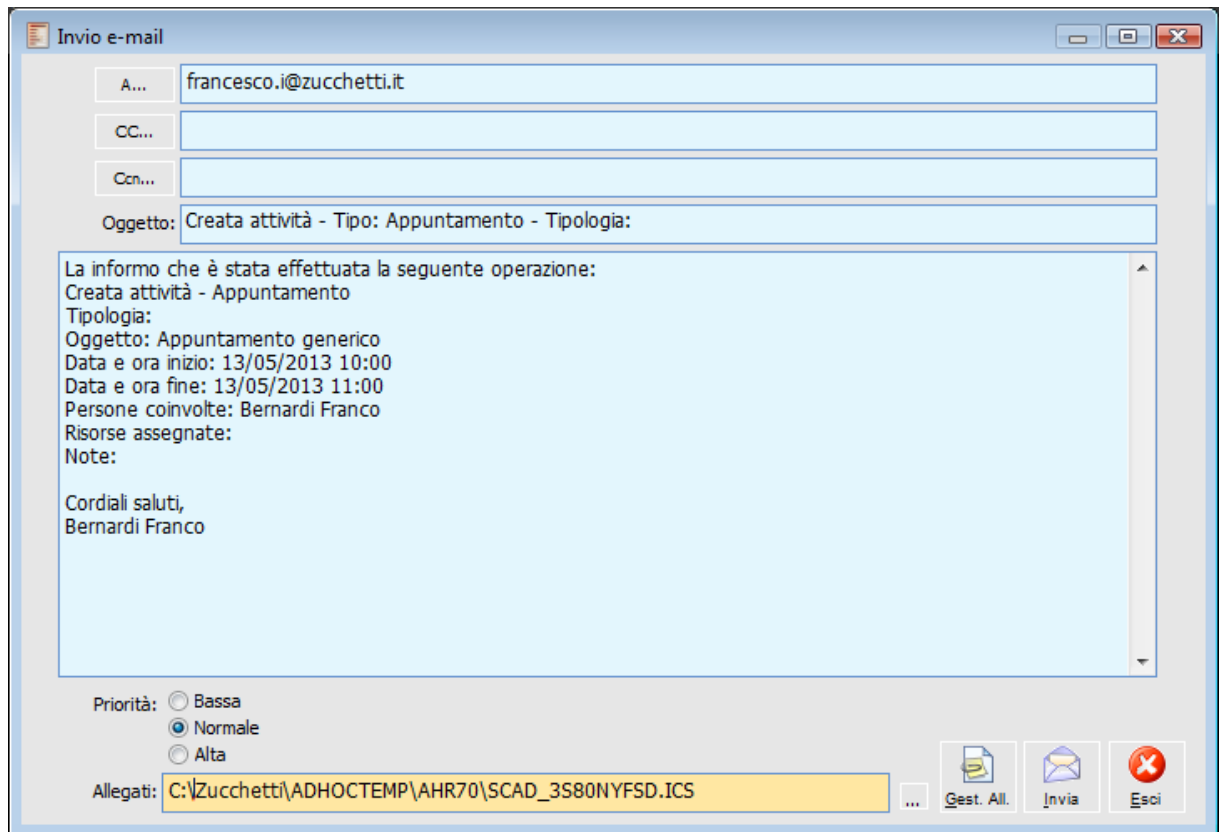 Invio e-mail
A... francesco.i@zucchetti.it
CC...
Ccn...
Oggetto: Creata attività - Tipo: Appuntamento - Tipologia:
La informo che è stata effettuata la seguente operazione:
Creata attività - Appuntamento
Tipologia:
Oggetto: Appuntamento generico
Data e ora inizio: 13/05/2013 10:00
Data e ora fine: 13/05/2013 11:00
Persone coinvolte: Bernardi Franco
Risorse assegnate:
Note:
Cordiali saluti,
Bernardi Franco
Priorità: Bassa
Normale
Alta
Allegati: C:\Zucchetti\ADHOCTEMP\AHR70\SCAD_3S80NYFSD.ICS ... Gest. All. Invia Esci